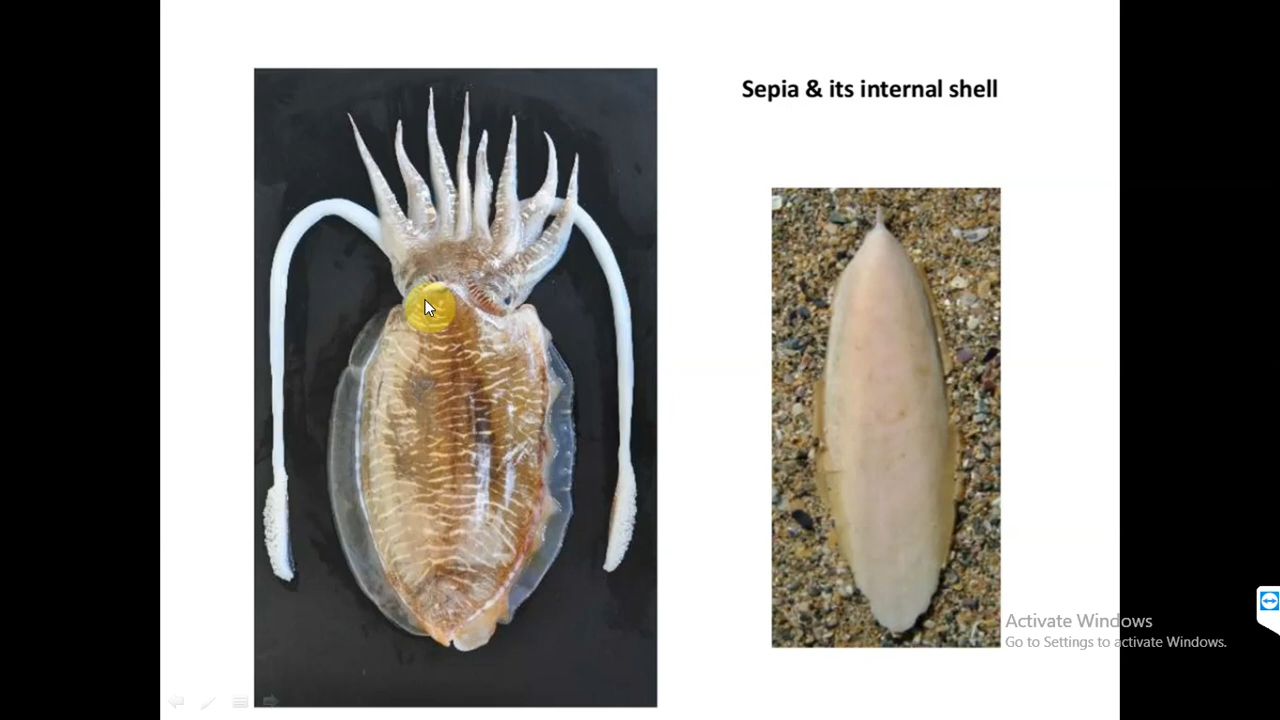 Sepia & its internal shell
Activate Windows
Go to Settings to activate Windows.